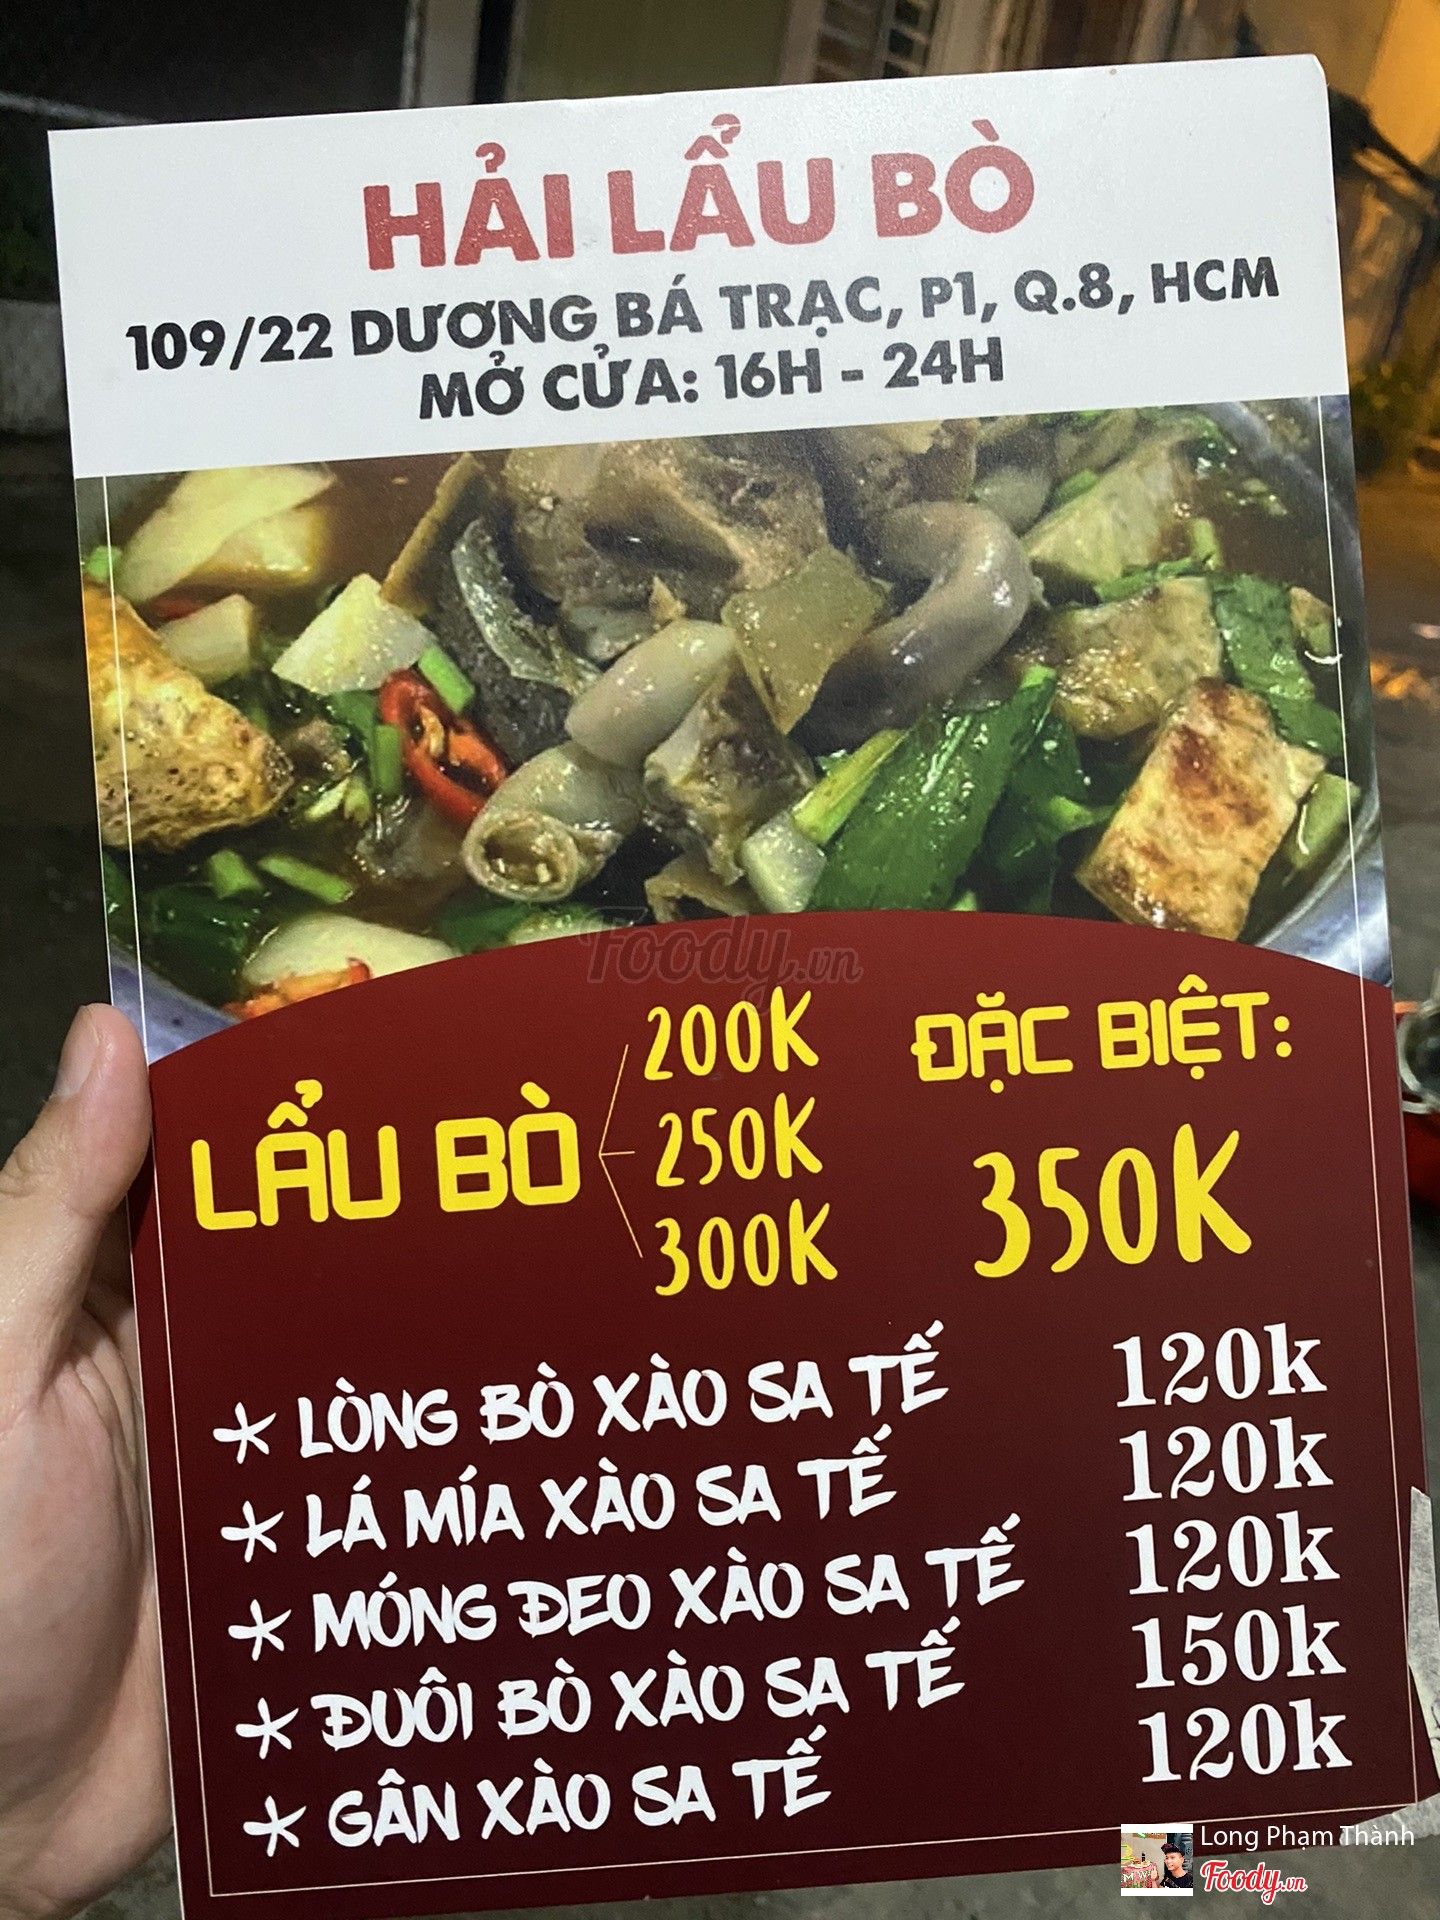 HẢI LẨU BÒ
109/22 DƯƠNG BÁ TRẠC, P1, Q.8, HCM
MỞ CỬA: 16H - 24H
Foody.vn
LẨU BÒ
200K
250K
300K
ĐẶC BIỆT:
350K
* LÒNG BÒ XÀO SA TẾ 120k
* LÁ MÍA XÀO SA TẾ 120k
* MÓNG ĐEO XÀO SA TẾ 120k
* ĐUÔI BÒ XÀO SA TẾ 150k
* GÂN XÀO SA TẾ 120k
Long Phạm Thành
Foody.vn